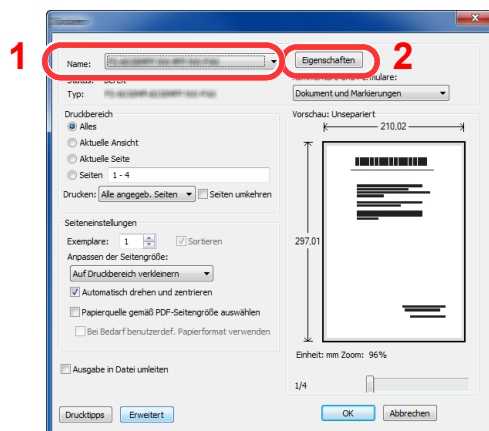 1
2
Name:
Eigenschaften
Status: Bereit
Kommentare und Formulare:
Typ:
Dokument und Markierungen
Druckbereich
Alles
Aktuelle Ansicht
Aktuelle Seite
Seiten 1 - 4
Drucken: Alle angegeb. Seiten Seiten umkehren
Seiteneinstellungen
Exemplare: 1 Sortieren
Anpassen der Seitengröße:
Auf Druckbereich verkleinern
Automatisch drehen und zentrieren
Papierquelle gemäß PDF-Seitengröße auswählen
Bei Bedarf benutzerdef. Papierformat verwenden
Ausgabe in Datei umleiten
Drucktipps
Erweitert
Vorschau: Unsepariert
210,02
297,01
Einheit: mm Zoom: 96%
1/4
OK
Abbrechen